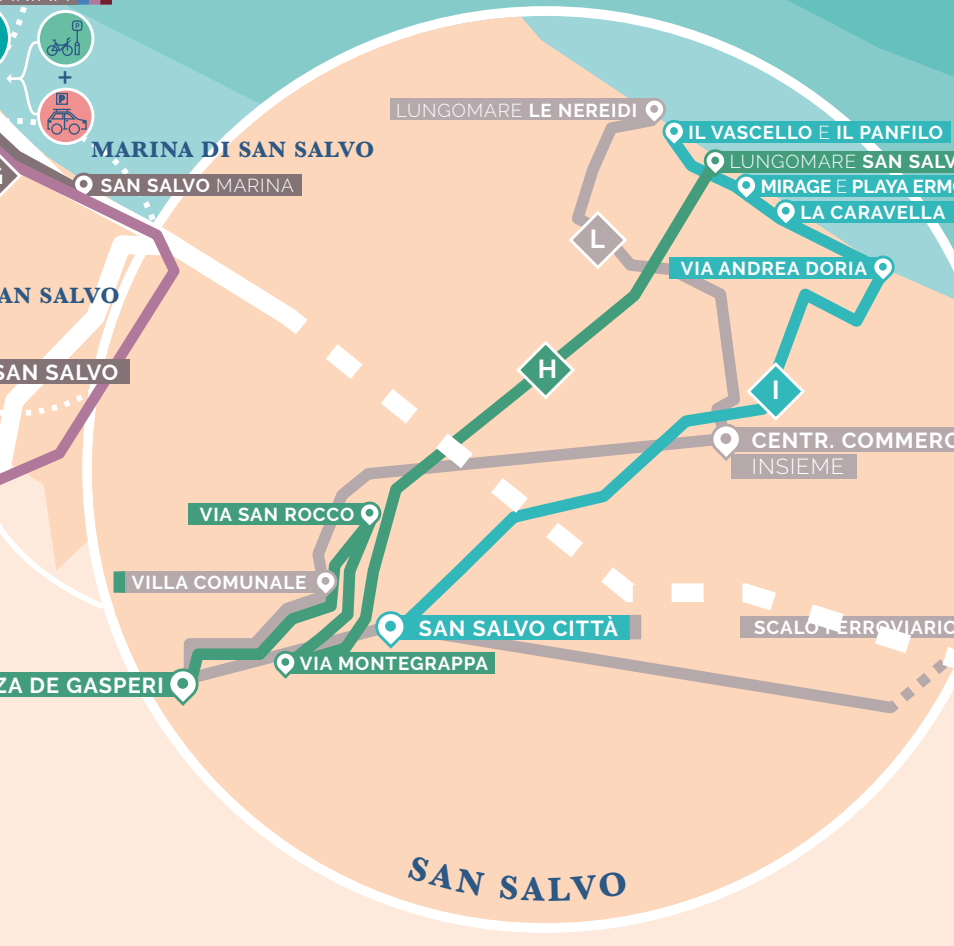 P
+
P
MARINA DI SAN SALVO
SAN SALVO MARINA
AN SALVO
SAN SALVO
LUNGOMARE LE NEREIDI
IL VASCELLO E IL PANFILO
LUNGOMARE SAN SALV
MIRAGE E PLAYA ERMO
LA CARAVELLA
L
VIA ANDREA DORIA
H
I
CENTR. COMMERC
INSIEME
VIA SAN ROCCO
VILLA COMUNALE
SAN SALVO CITTÀ
SCALO FERROVIARIO
VIA MONTEGRAPPA
ZA DE GASPERI
SAN SALVO